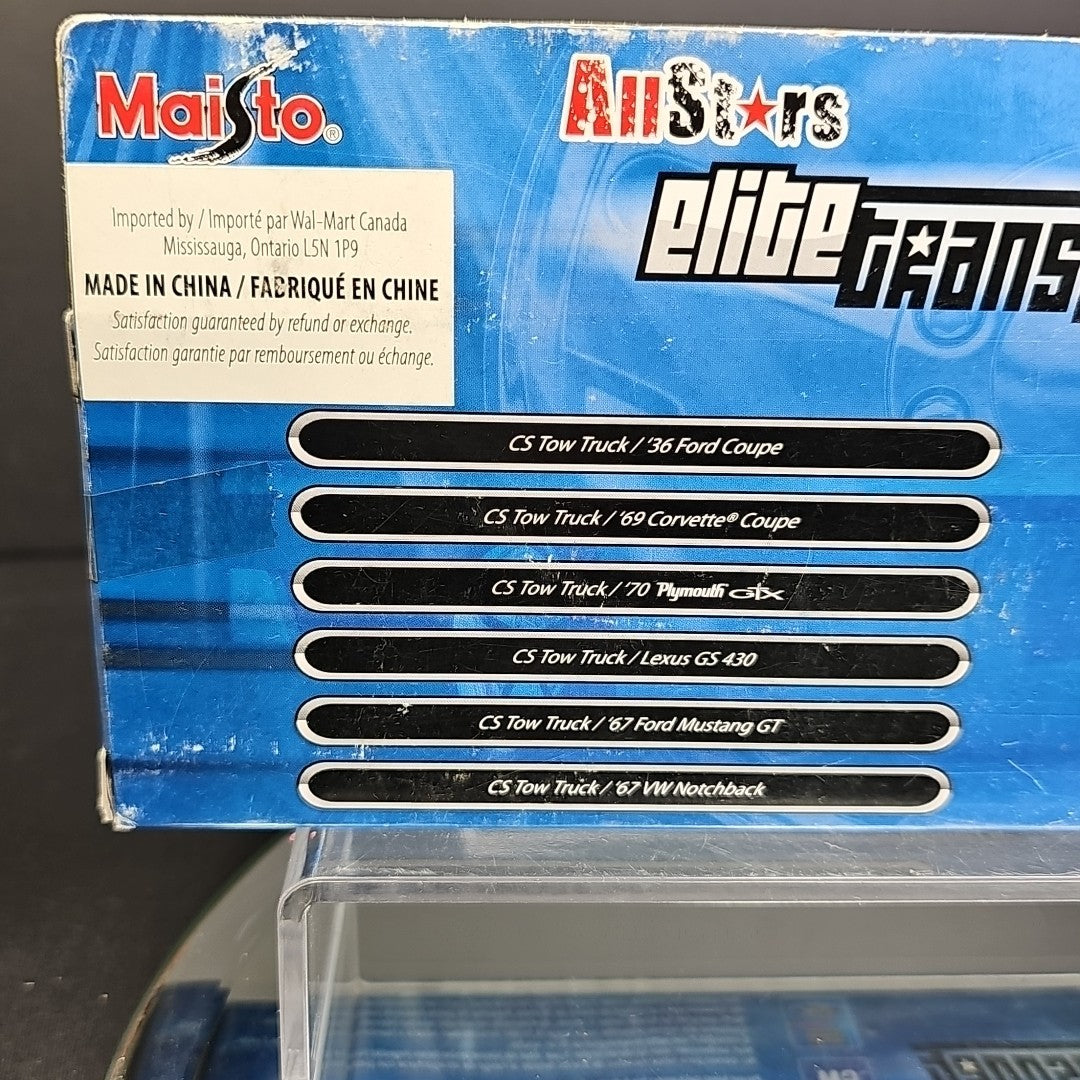 Maisto®
AllSt★rs
elite transp
Imported by / Importé par Wal-Mart Canada
Mississauga, Ontario L5N 1P9
MADE IN CHINA / FABRIQUÉ EN CHINE
Satisfaction guaranteed by refund or exchange.
Satisfaction garantie par remboursement ou échange.
CS Tow Truck / '36 Ford Coupe
CS Tow Truck / '69 Corvette® Coupe
CS Tow Truck / '70 Plymouth GTX
CS Tow Truck / Lexus GS 430
CS Tow Truck / '67 Ford Mustang GT
CS Tow Truck / '67 VW Notchback